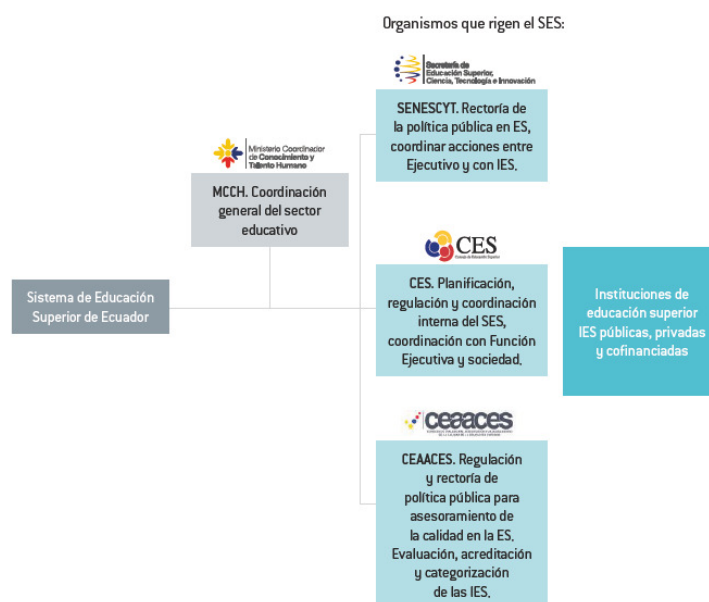 Organismos que rigen el SES:
Secretaría de
Educación Superior,
Ciencia, Tecnología e Innovación
SENESCYT. Rectoría de
la política pública en ES,
coordinar acciones entre
Ejecutivo y con IES.
Ministerio Coordinador
de Conocimiento y
Talento Humano
MCCH. Coordinación
general del sector
educativo
CES
Consejo de Educación Superior
Sistema de Educación
Superior de Ecuador
CES. Planificación,
regulación y coordinación
interna del SES,
coordinación con Función
Ejecutiva y sociedad.
Instituciones de
educación superior
IES públicas, privadas
y cofinanciadas
ceaaces
CEAACES. Regulación
y rectoría de
política pública para
asesoramiento de
la calidad en la ES.
Evaluación, acreditación
y categorización
de las IES.